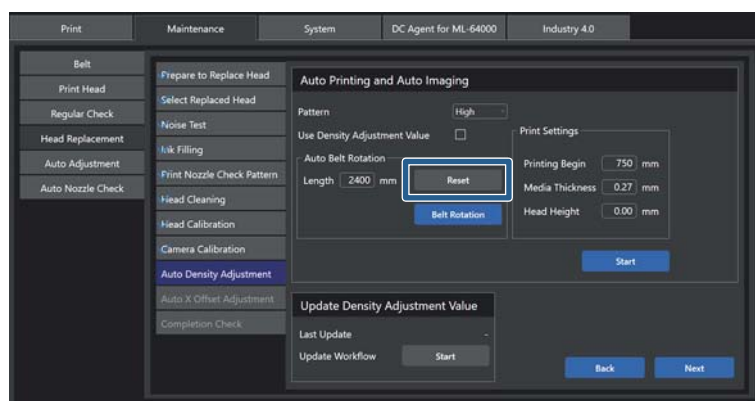 Print Maintenance System DC Agent for ML-64000 Industry 4.0
Belt
Print Head
Regular Check
Head Replacement
Auto Adjustment
Auto Nozzle Check
Prepare to Replace Head
Select Replaced Head
Noise Test
Ink Filling
Print Nozzle Check Pattern
Head Cleaning
Head Calibration
Camera Calibration
Auto Density Adjustment
Auto X Offset Adjustment
Completion Check
Auto Printing and Auto Imaging
Pattern High
Use Density Adjustment Value
Auto Belt Rotation
Length 2400 mm Reset
Belt Rotation
Print Settings
Printing Begin 750 mm
Media Thickness 0.27 mm
Head Height 0.00 mm
Start
Update Density Adjustment Value
Last Update -
Update Workflow Start
Back Next